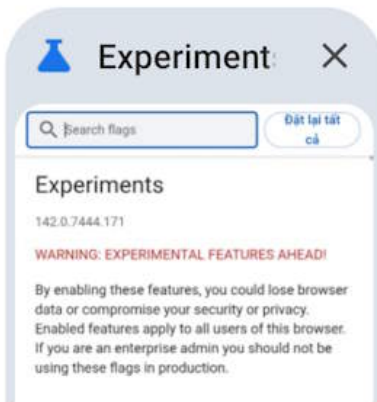 Experiments
Search flags
Đặt lại tất
cả
Experiments
142.0.7444.171
WARNING: EXPERIMENTAL FEATURES AHEAD!
By enabling these features, you could lose browser
data or compromise your security or privacy.
Enabled features apply to all users of this browser.
If you are an enterprise admin you should not be
using these flags in production.